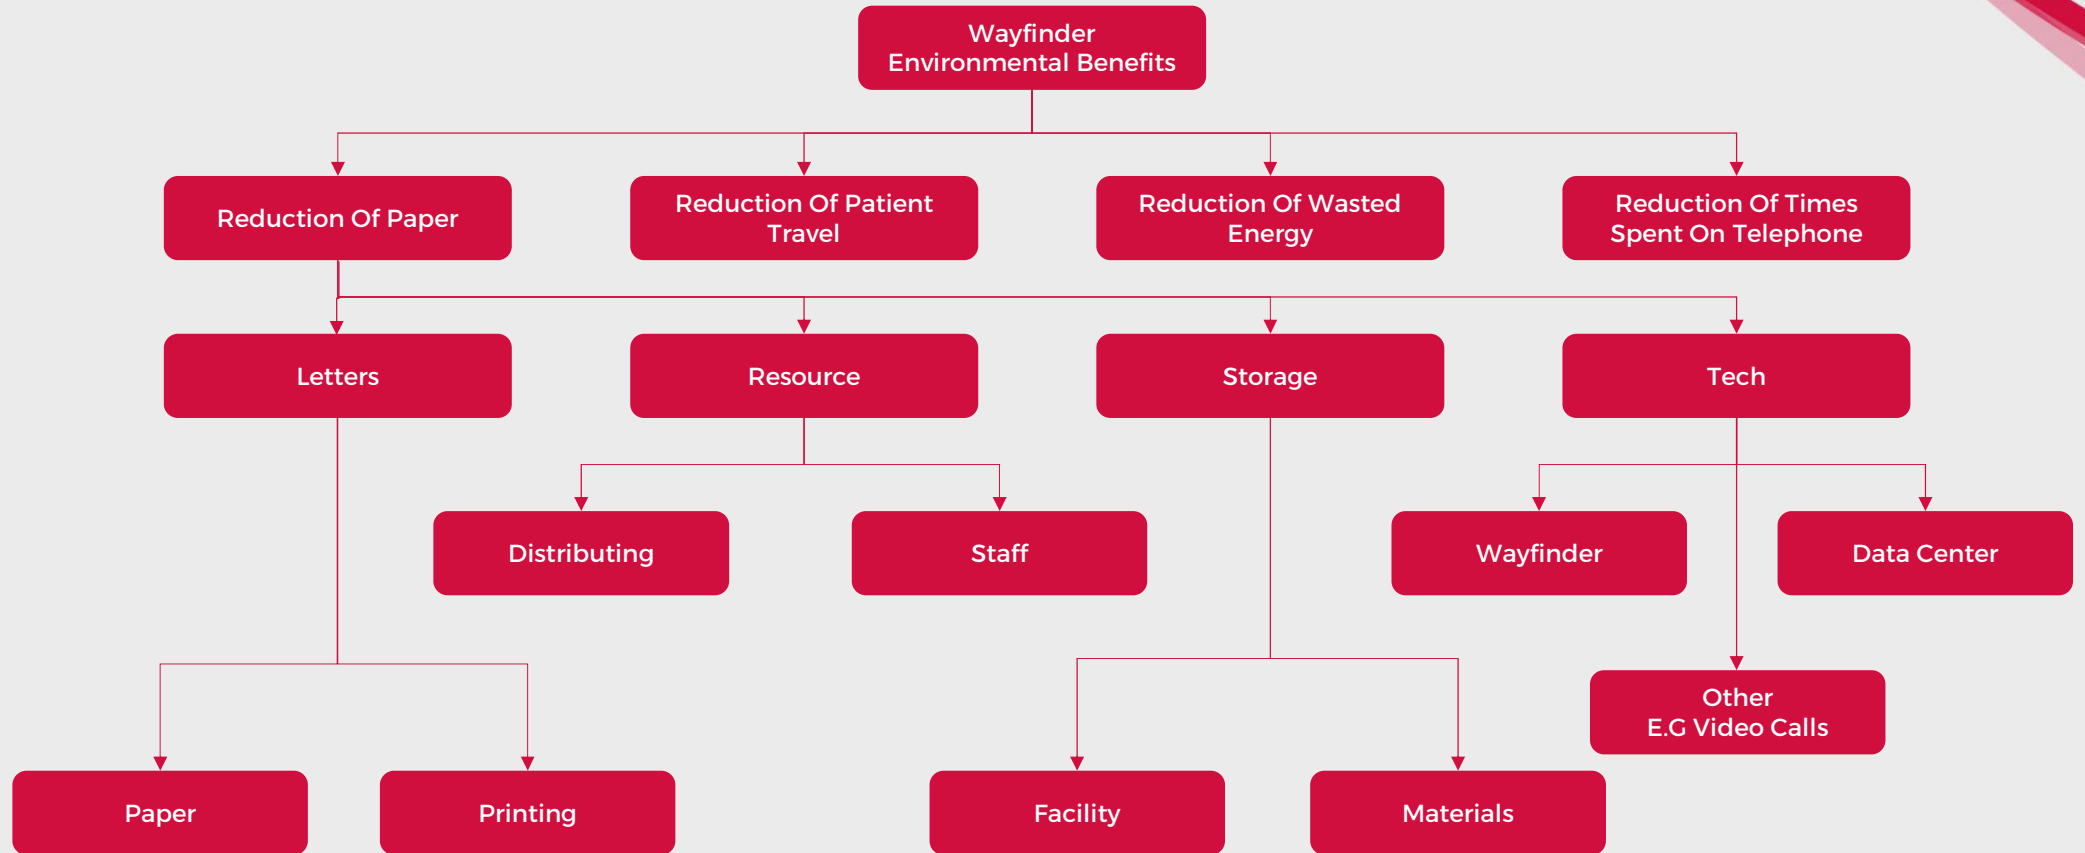 Wayfinder
Environmental Benefits
Reduction Of Paper
Reduction Of Patient
Travel
Reduction Of Wasted
Energy
Reduction Of Times
Spent On Telephone
Letters
Resource
Storage
Tech
Distributing
Staff
Wayfinder
Data Center
Other
E.G Video Calls
Paper
Printing
Facility
Materials